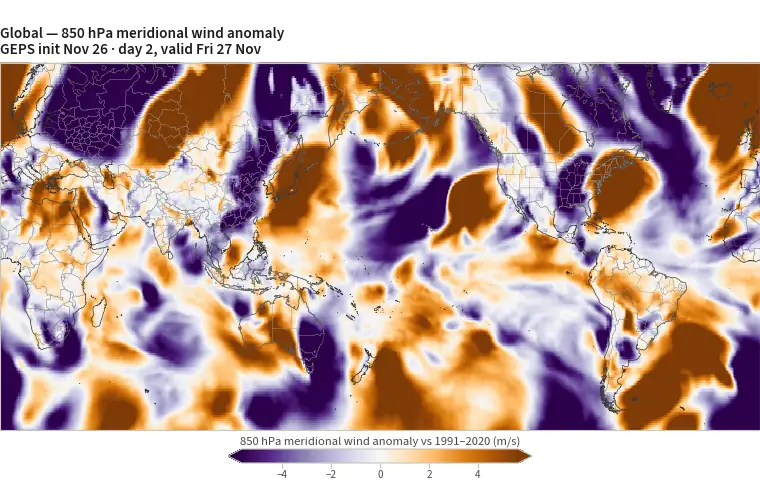 Global — 850 hPa meridional wind anomaly
GEPS init Nov 26 · day 2, valid Fri 27 Nov
850 hPa meridional wind anomaly vs 1991–2020 (m/s)
−4 −2 0 2 4